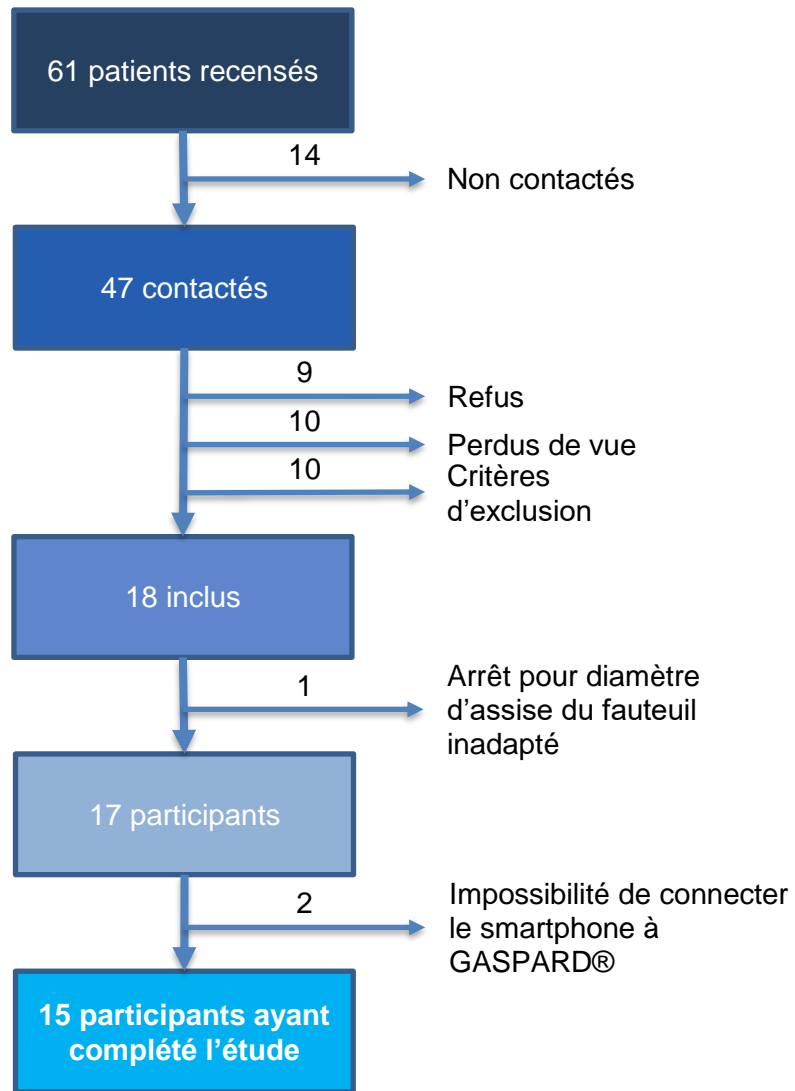 61 patients recensés
14
Non contactés
47 contactés
9
Refus
10
Perdus de vue
10
Critères
d'exclusion
18 inclus
1
Arrêt pour diamètre
d'assise du fauteuil
inadapté
17 participants
2
Impossibilité de connecter
le smartphone à
GASPARD®
15 participants ayant
complété l'étude